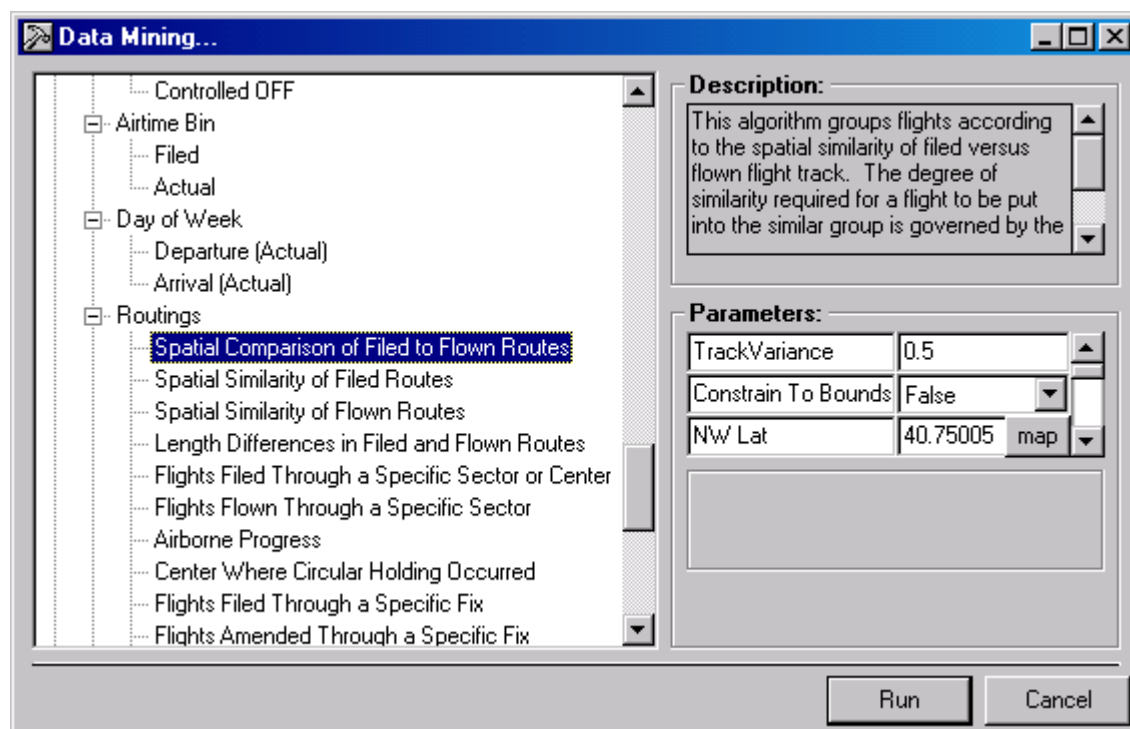 Data Mining...
Controlled OFF
Airtime Bin
Filed
Actual
Day of Week
Departure (Actual)
Arrival (Actual)
Routings
Spatial Comparison of Filed to Flown Routes
Spatial Similarity of Filed Routes
Spatial Similarity of Flown Routes
Length Differences in Filed and Flown Routes
Flights Filed Through a Specific Sector or Center
Flights Flown Through a Specific Sector
Airborne Progress
Center Where Circular Holding Occurred
Flights Filed Through a Specific Fix
Flights Amended Through a Specific Fix
Description:
This algorithm groups flights according
to the spatial similarity of filed versus
flown flight track.  The degree of
similarity required for a flight to be put
into the similar group is governed by the
Parameters:
TrackVariance 0.5
Constrain To Bounds False
NW Lat 40.75005 map
Run Cancel